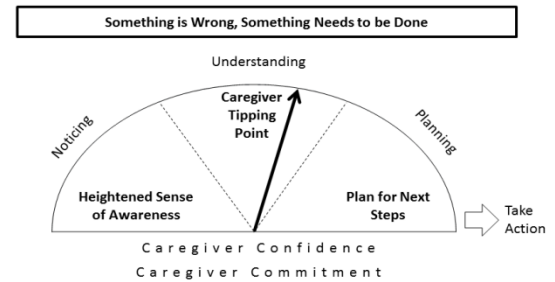 Something is Wrong, Something Needs to be Done
Understanding
Noticing
Planning
Caregiver
Tipping
Point
Heightened Sense
of Awareness
Plan for Next
Steps
Take
Action
Caregiver Confidence
Caregiver Commitment